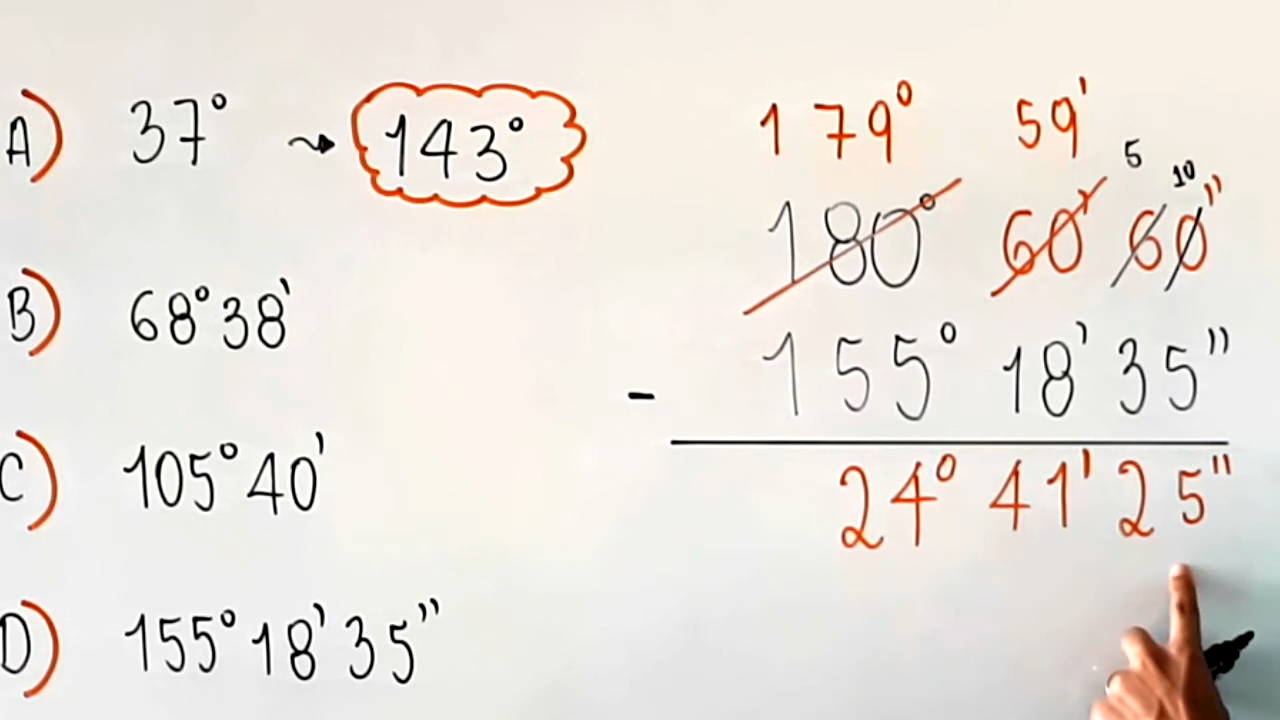 A) 37° → 143°
B) 68°38'
C) 105°40'
D) 155°18'35"
179° 59'
5 10
180° 60' 60"
- 155° 18' 35"
24° 41' 25"